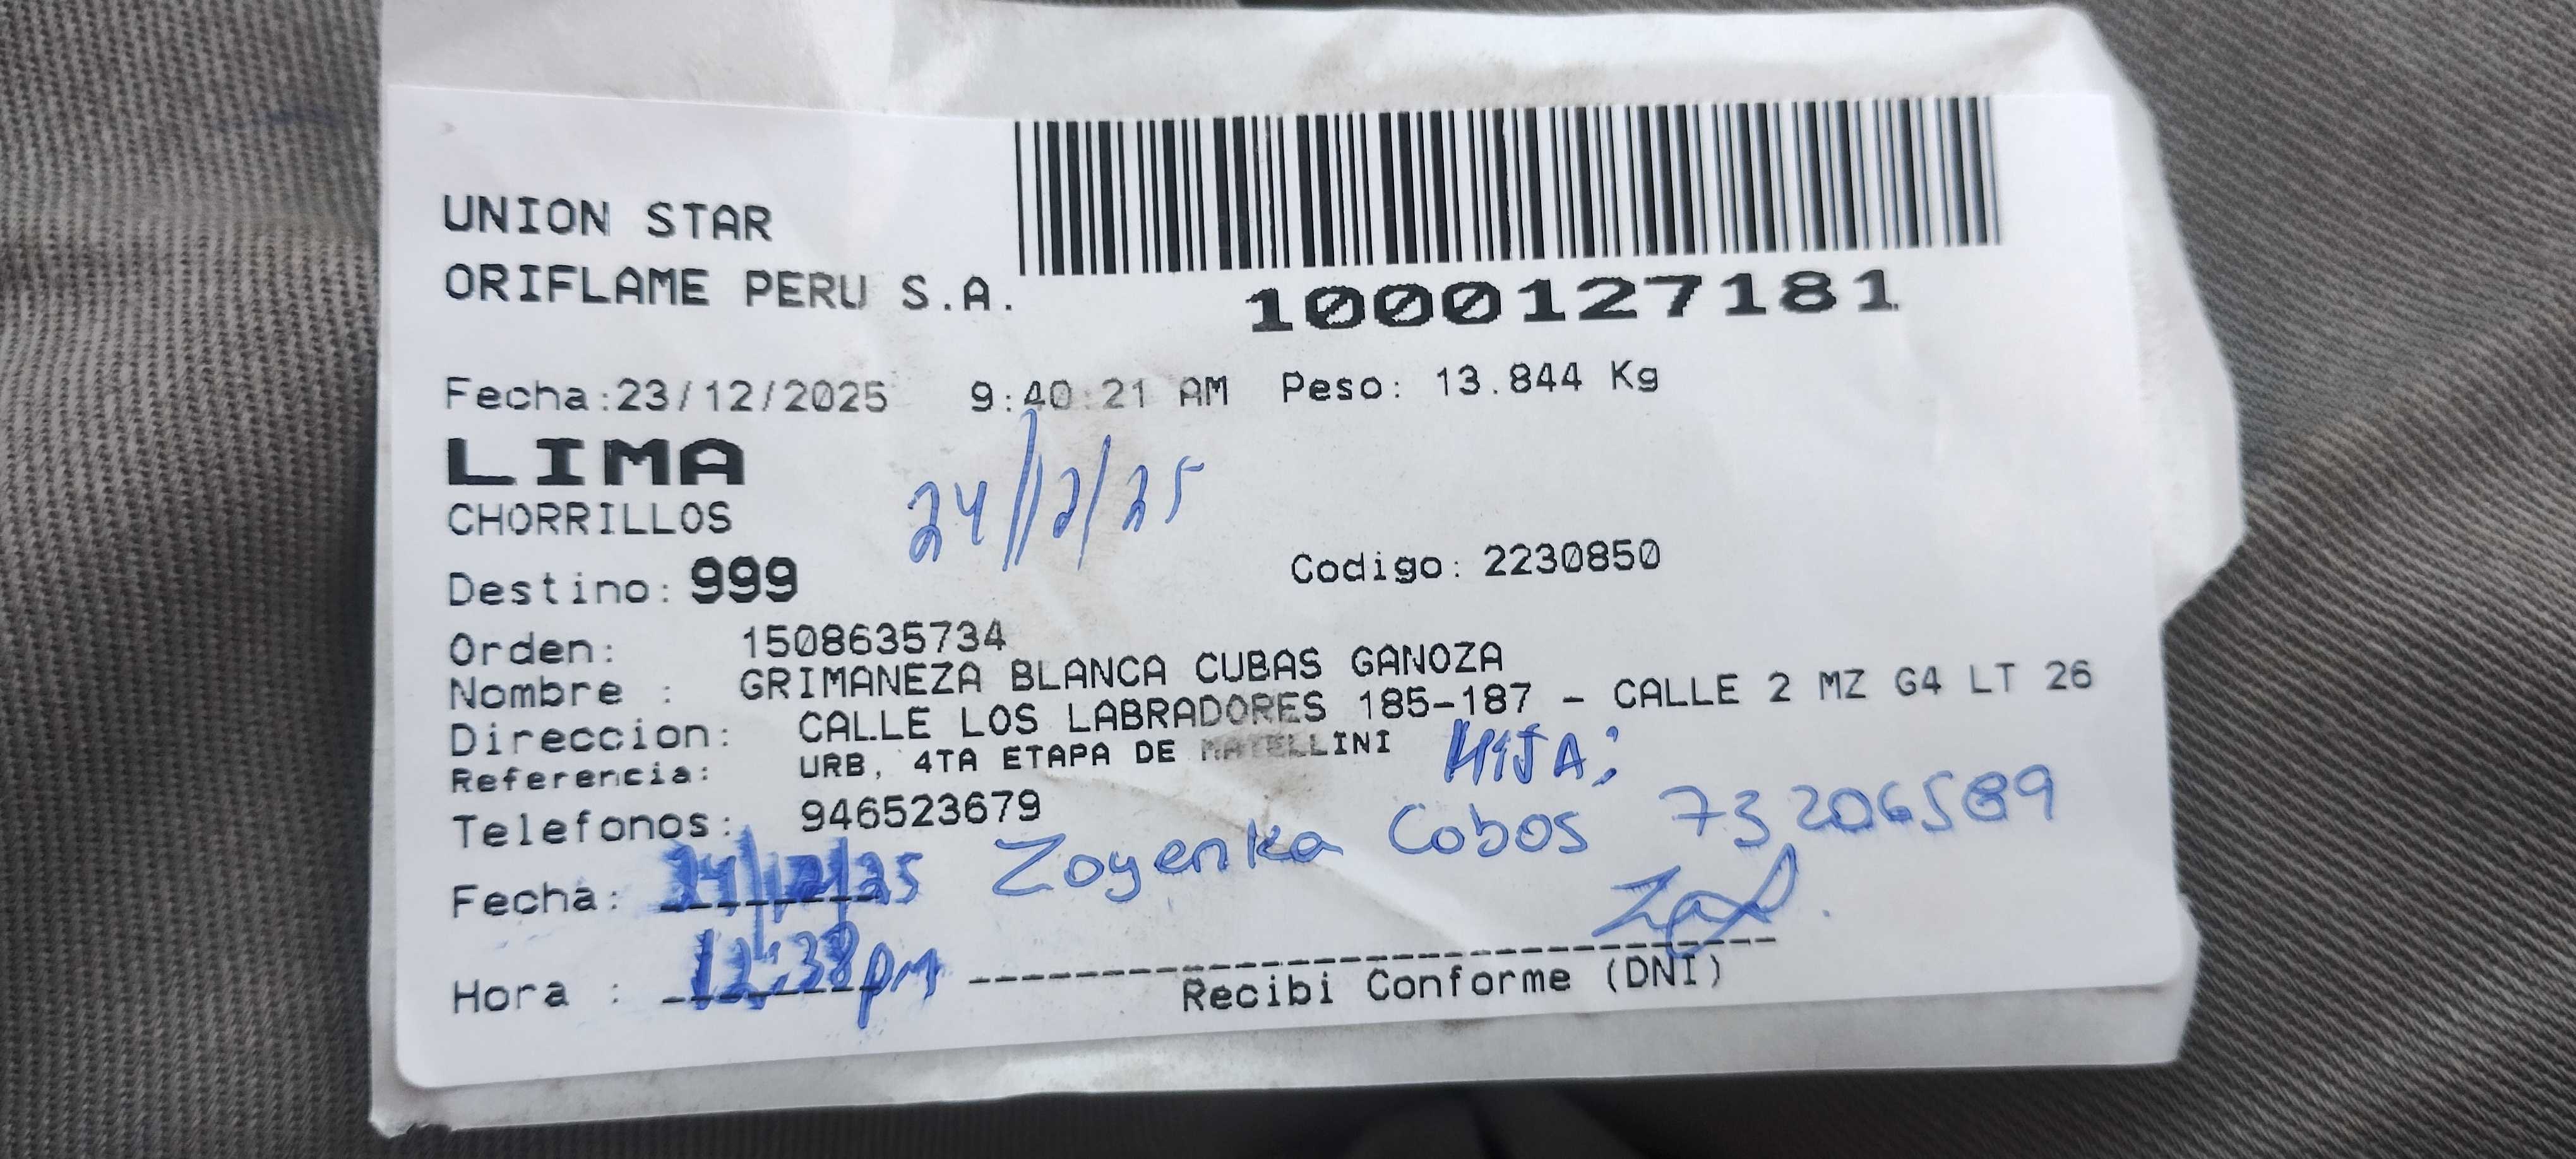 UNION STAR
ORIFLAME PERU S.A.
1000127181
Fecha:23/12/2025 9:40:21 AM Peso: 13.844 Kg
LIMA
CHORRILLOS
24/12/25
Destino: 999
Codigo: 2230850
Orden: 1508635734
Nombre : GRIMANEZA BLANCA CUBAS GANOZA
Direccion: CALLE LOS LABRADORES 185-187 - CALLE 2 MZ G4 LT 26
Referencia: URB, 4TA ETAPA DE MATELLINI
HIJA:
Telefonos: 946523679
Zoyenka Cobos 73206589
Fecha: 24/12/25
Hora : 12:38pm
Recibi Conforme (DNI)